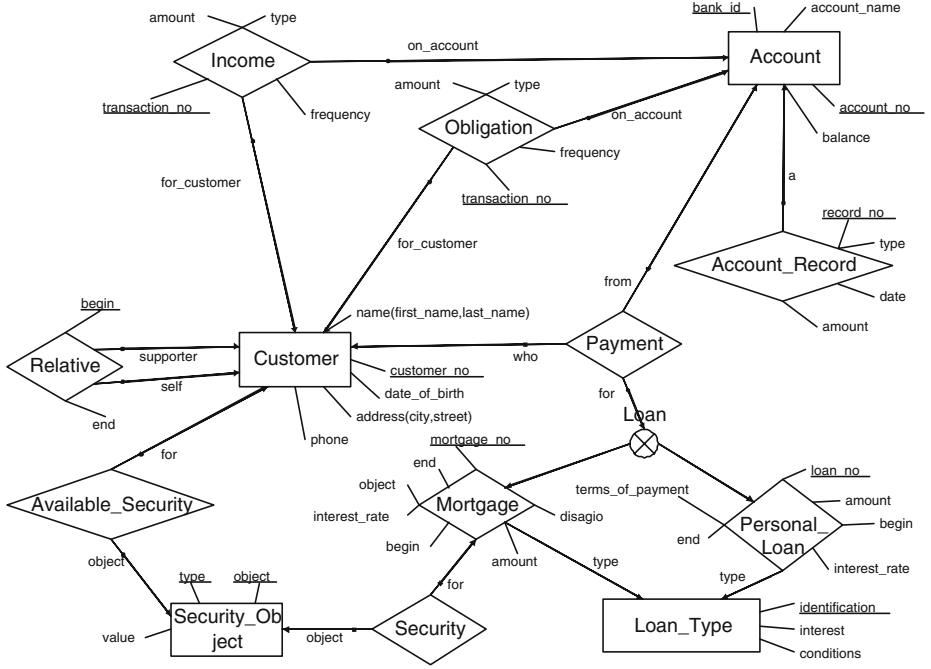 amount
type
bank_id
account_name
Income
on_account
Account
transaction_no
frequency
amount
type
Obligation
on_account
account_no
frequency
balance
transaction_no
for_customer
a
record_no
type
for_customer
Account_Record
date
from
amount
begin
name(first_name,last_name)
Relative
supporter
self
end
Customer
who
Payment
customer_no
date_of_birth
address(city,street)
phone
for
Loan
for
mortgage_no
end
object
Mortgage
interest_rate
disagio
begin
amount
terms_of_payment
loan_no
amount
begin
end
Personal_
Loan
interest_rate
Available_Security
object
type
object
for
type
type
Security_Ob
ject
value
object
Security
Loan_Type
identification
interest
conditions